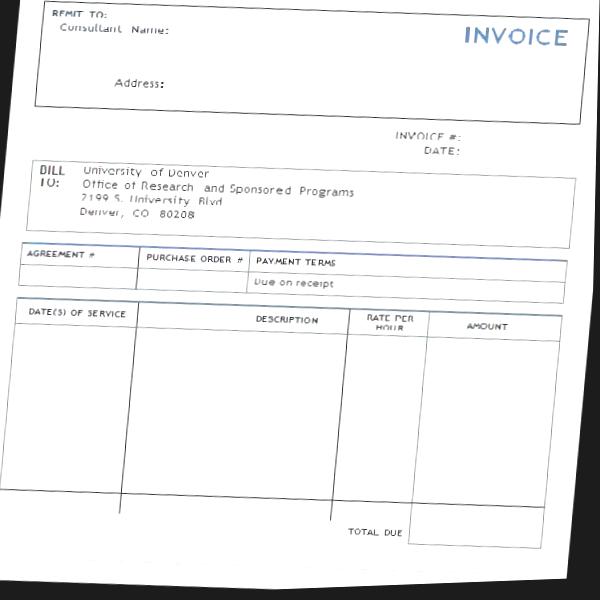 REMIT TO:
Consultant Name:
INVOICE
Address:
INVOICE #:
DATE:
BILL TO:
University of Denver
Office of Research and Sponsored Programs
2199 S. University Blvd
Denver, CO 80208
AGREEMENT # PURCHASE ORDER # PAYMENT TERMS
Due on receipt
DATE(S) OF SERVICE DESCRIPTION RATE PER HOUR AMOUNT
TOTAL DUE